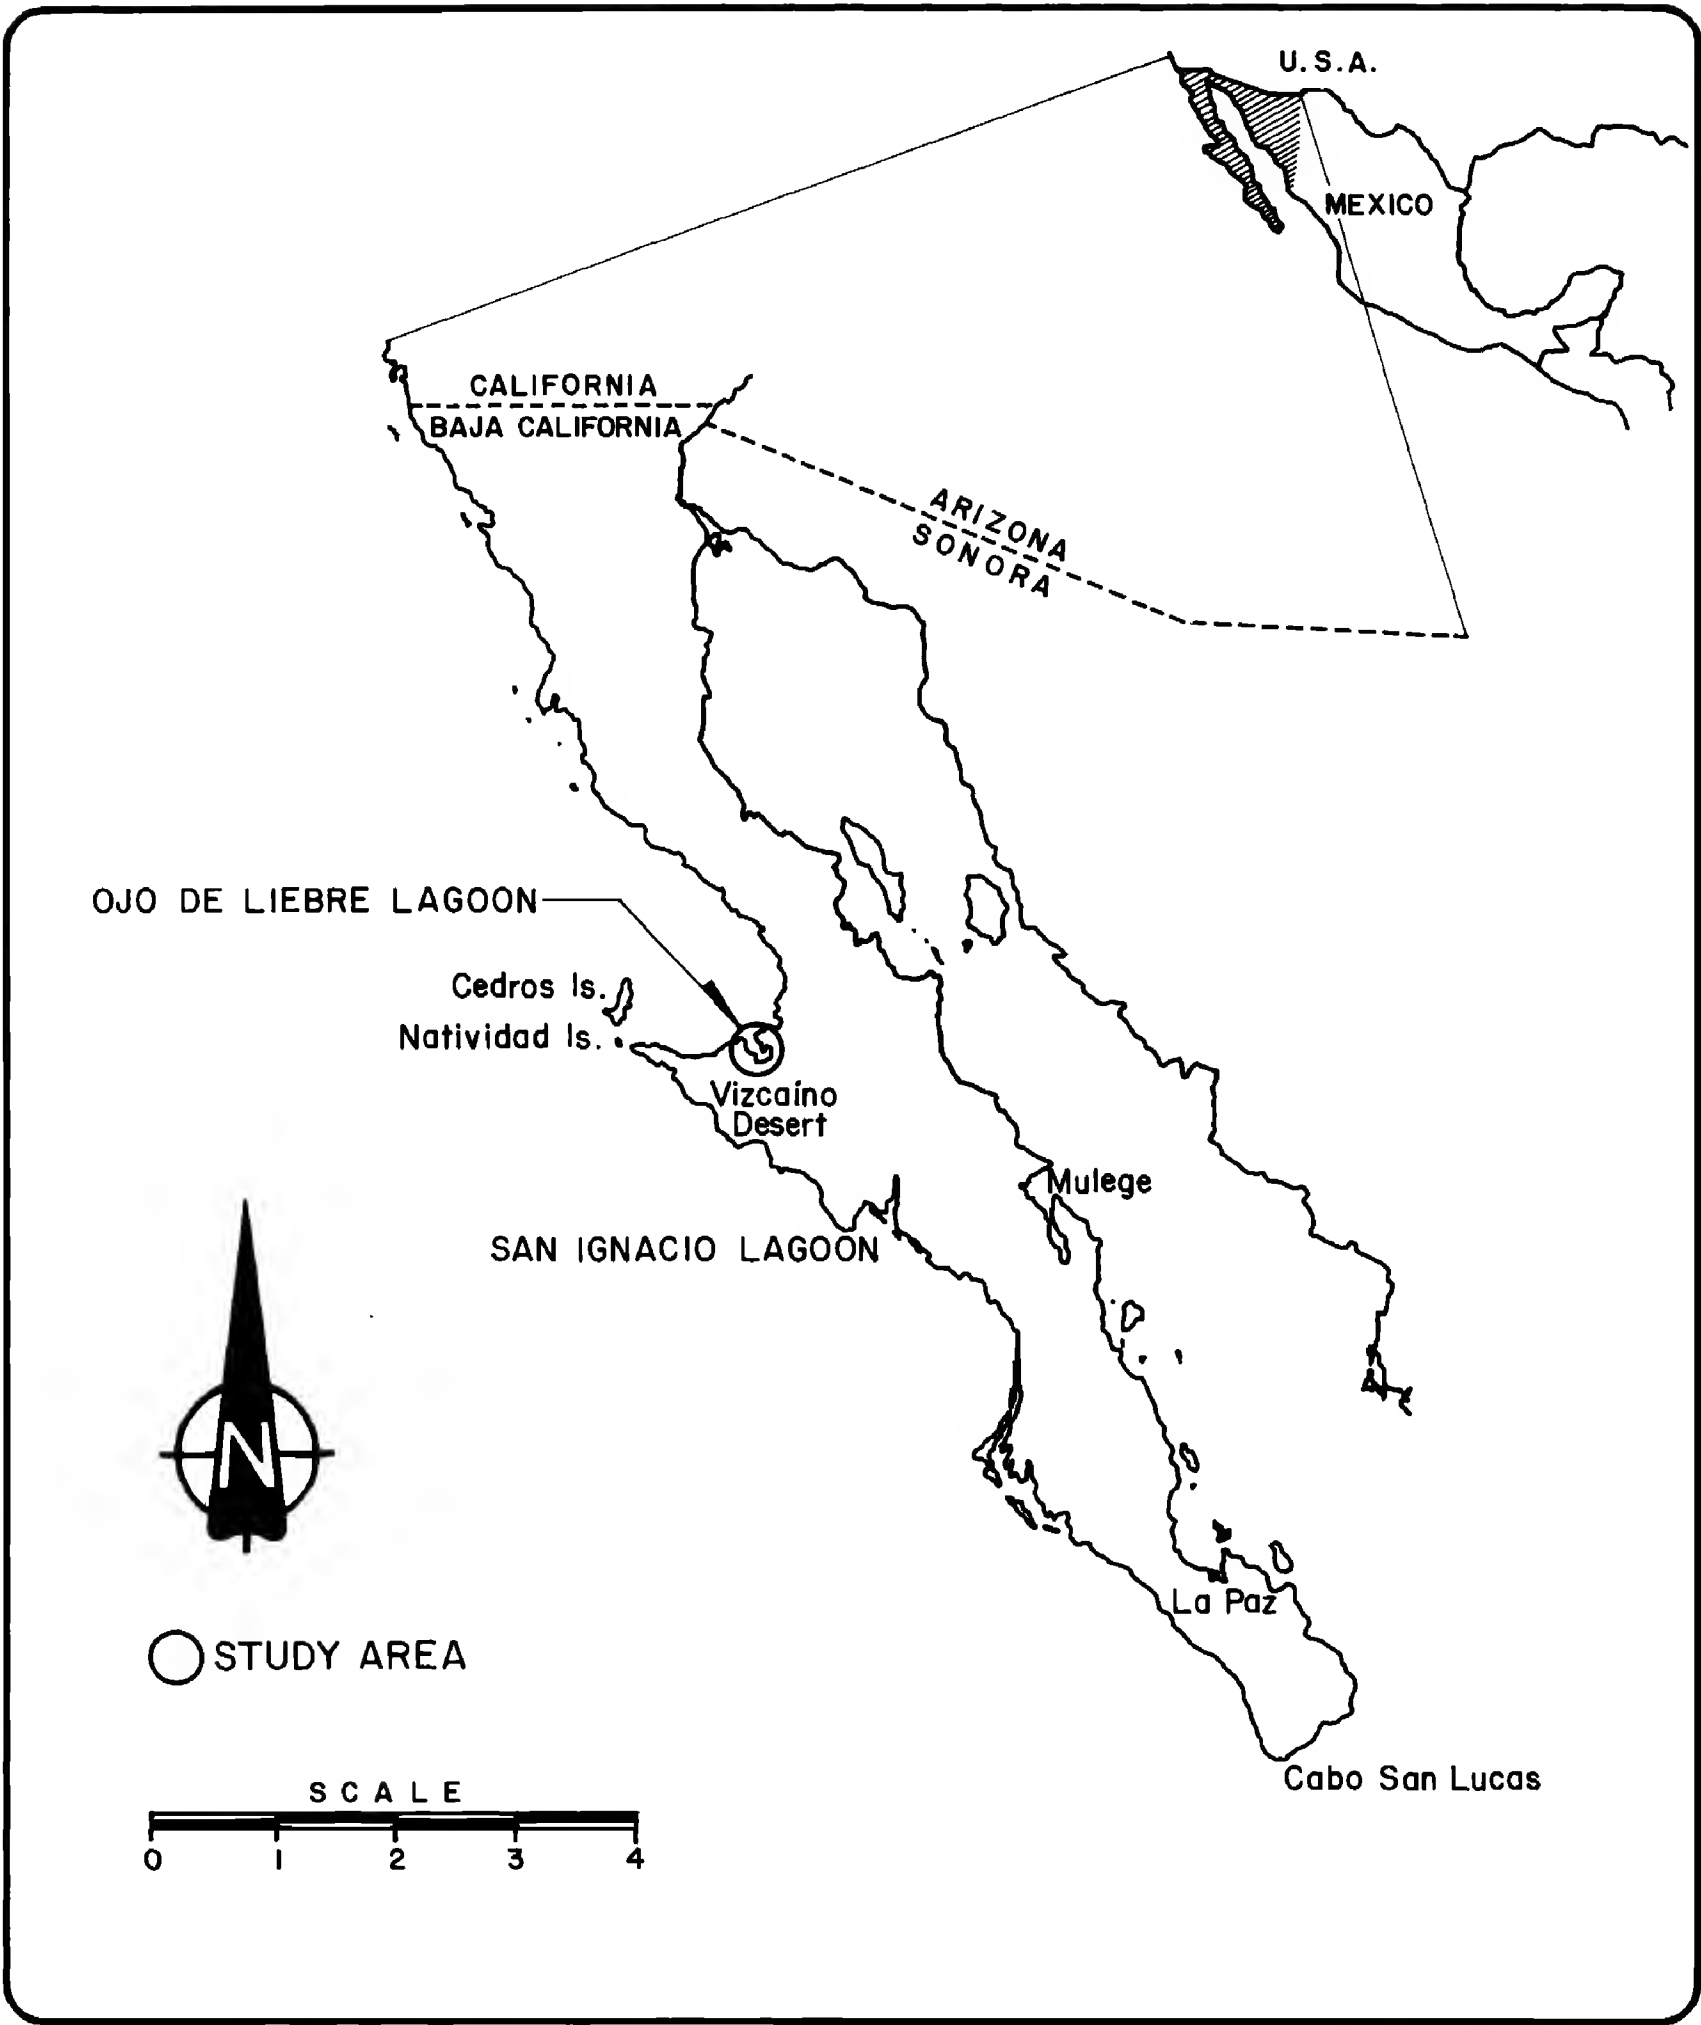 U.S.A.
MEXICO
CALIFORNIA
BAJA CALIFORNIA
ARIZONA
SONORA
OJO DE LIEBRE LAGOON
Cedros Is.
Natividad Is.
Vizcaíno
Desert
Mulege
SAN IGNACIO LAGOON
N
La Paz
STUDY AREA
Cabo San Lucas
SCALE
0 1 2 3 4